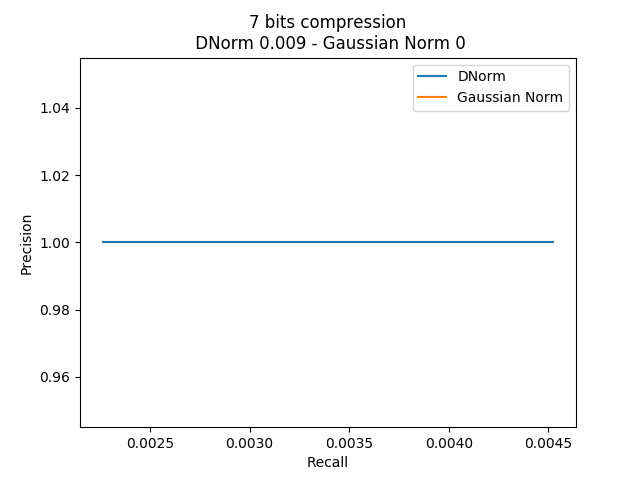 7 bits compression
DNorm 0.009 - Gaussian Norm 0
DNorm
Gaussian Norm
1.04
1.02
1.00
0.98
0.96
Precision
0.0025
0.0030
0.0035
0.0040
0.0045
Recall